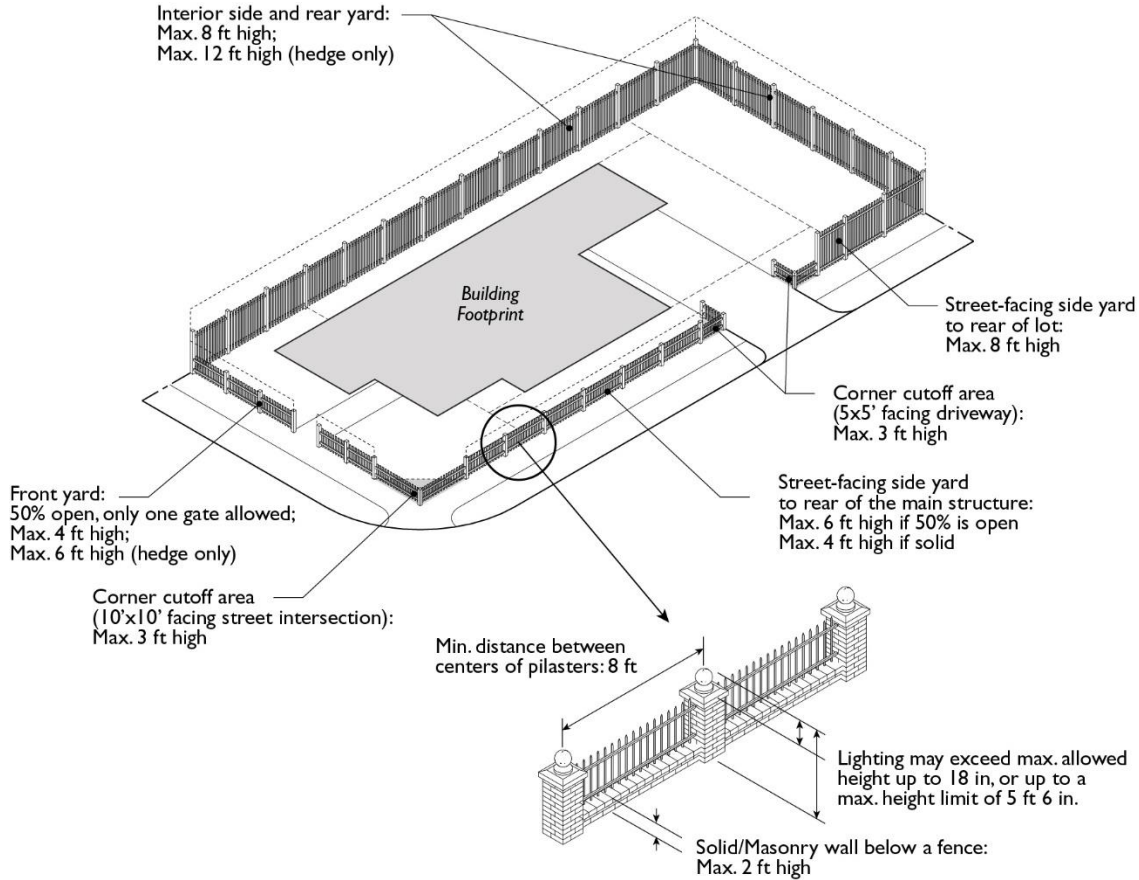 Interior side and rear yard:
Max. 8 ft high;
Max. 12 ft high (hedge only)
Building
Footprint
Street-facing side yard
to rear of lot:
Max. 8 ft high
Corner cutoff area
(5x5' facing driveway):
Max. 3 ft high
Street-facing side yard
to rear of the main structure:
Max. 6 ft high if 50% is open
Max. 4 ft high if solid
Front yard:
50% open, only one gate allowed;
Max. 4 ft high;
Max. 6 ft high (hedge only)
Corner cutoff area
(10'x10' facing street intersection):
Max. 3 ft high
Min. distance between
centers of pilasters: 8 ft
Lighting may exceed max. allowed
height up to 18 in, or up to a
max. height limit of 5 ft 6 in.
Solid/Masonry wall below a fence:
Max. 2 ft high